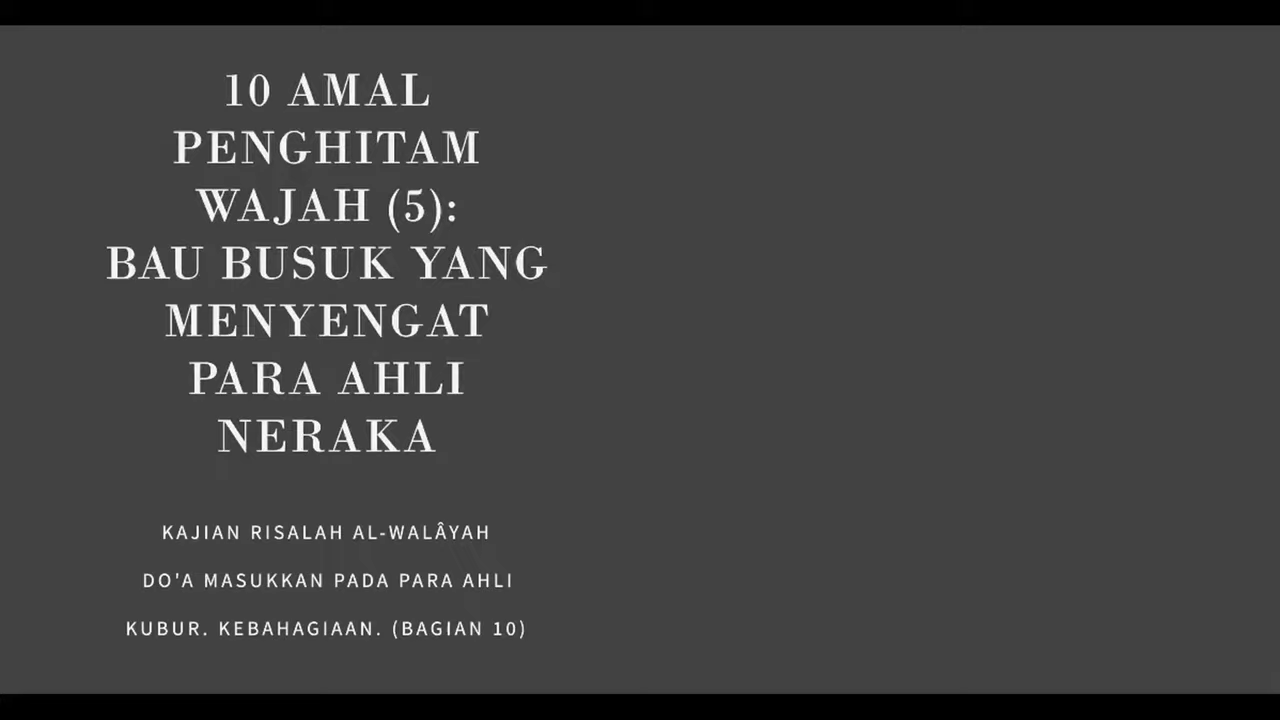 10 AMAL
PENGHITAM
WAJAH (5):
BAU BUSUK YANG
MENYENGAT
PARA AHLI
NERAKA
KAJIAN RISALAH AL-WALÂYAH
DO'A MASUKKAN PADA PARA AHLI
KUBUR. KEBAHAGIAAN. (BAGIAN 10)